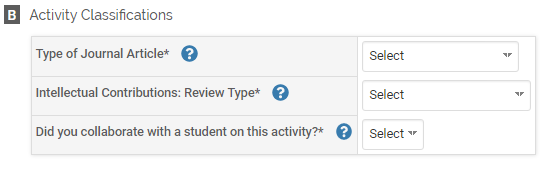 B Activity Classifications
Type of Journal Article* ? Select
Intellectual Contributions: Review Type* ? Select
Did you collaborate with a student on this activity?* ? Select